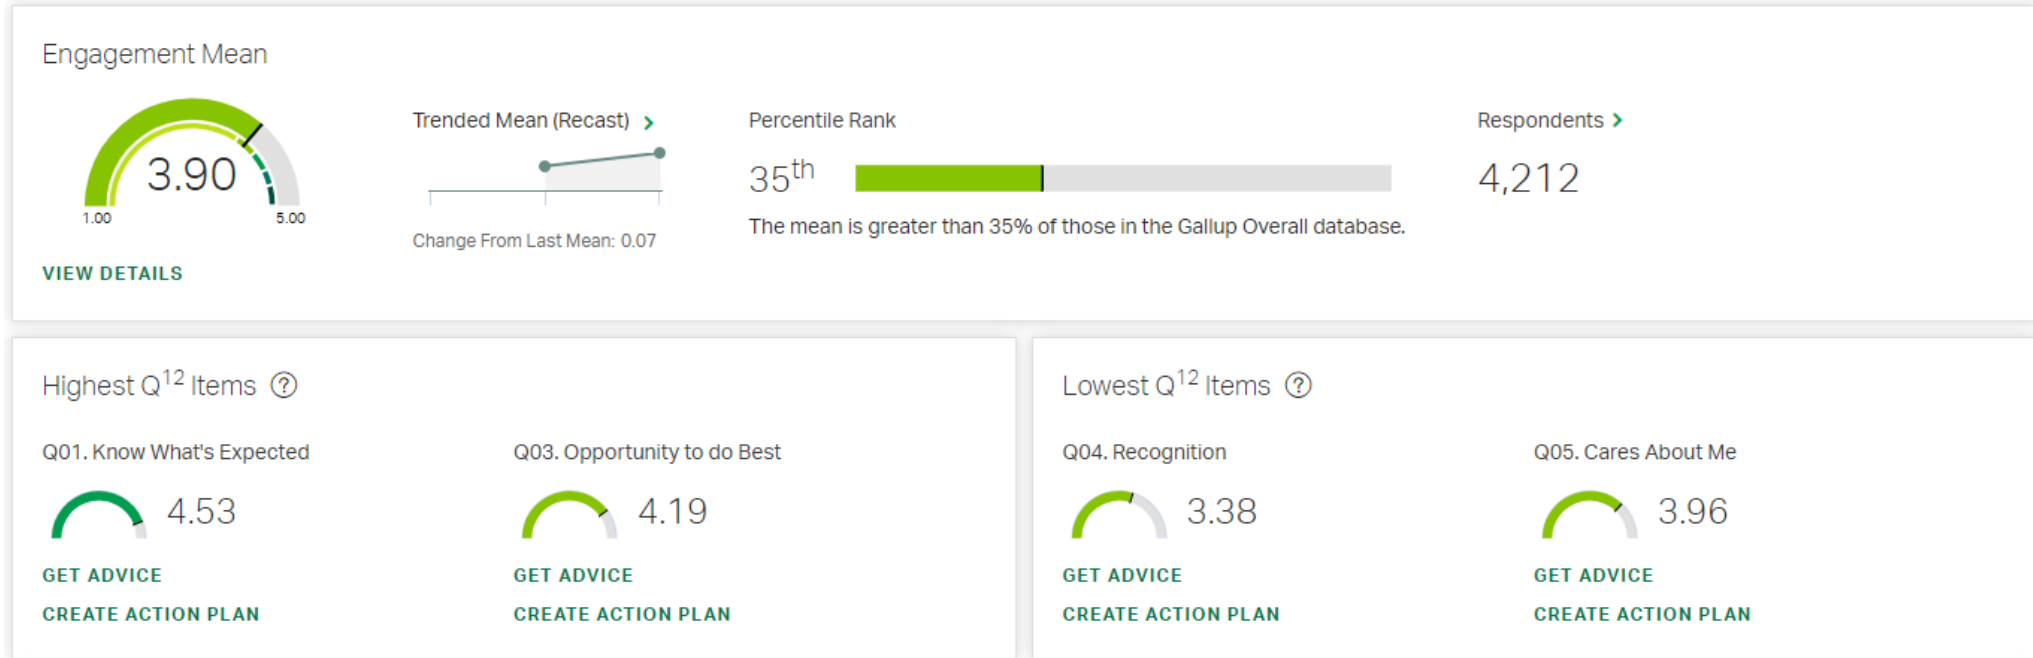 Engagement Mean
3.90
1.00
5.00
VIEW DETAILS
Trended Mean (Recast)
Change From Last Mean: 0.07
Percentile Rank
35th
The mean is greater than 35% of those in the Gallup Overall database.
Respondents
4,212
Highest Q12 Items ?
Q01. Know What's Expected
4.53
GET ADVICE
CREATE ACTION PLAN
Q03. Opportunity to do Best
4.19
GET ADVICE
CREATE ACTION PLAN
Lowest Q12 Items ?
Q04. Recognition
3.38
GET ADVICE
CREATE ACTION PLAN
Q05. Cares About Me
3.96
GET ADVICE
CREATE ACTION PLAN